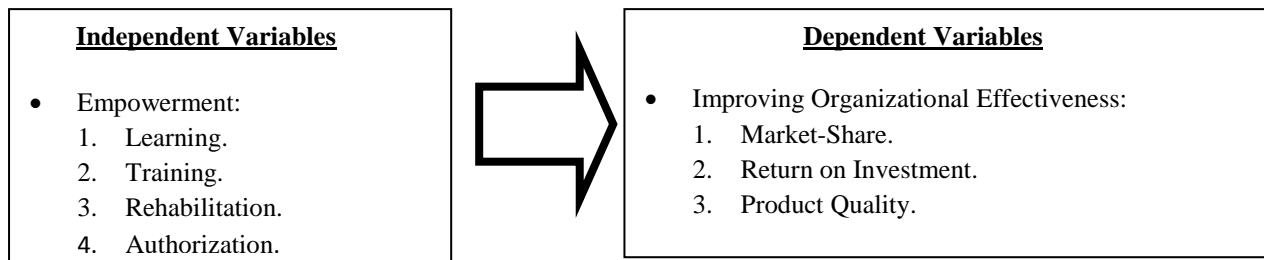 Independent Variables
• Empowerment:
1. Learning.
2. Training.
3. Rehabilitation.
4. Authorization.
Dependent Variables
• Improving Organizational Effectiveness:
1. Market-Share.
2. Return on Investment.
3. Product Quality.